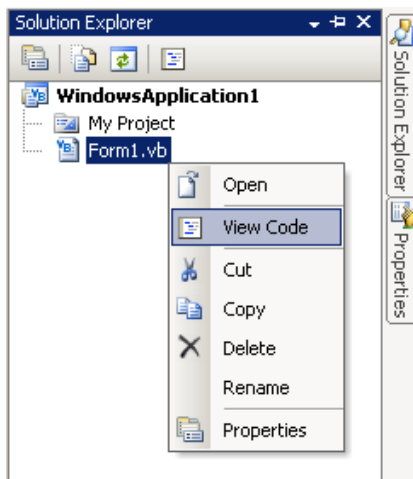 Solution Explorer
WindowsApplication1
My Project
Form1.vb
Open
View Code
Cut
Copy
Delete
Rename
Properties
Solution Explorer
Properties